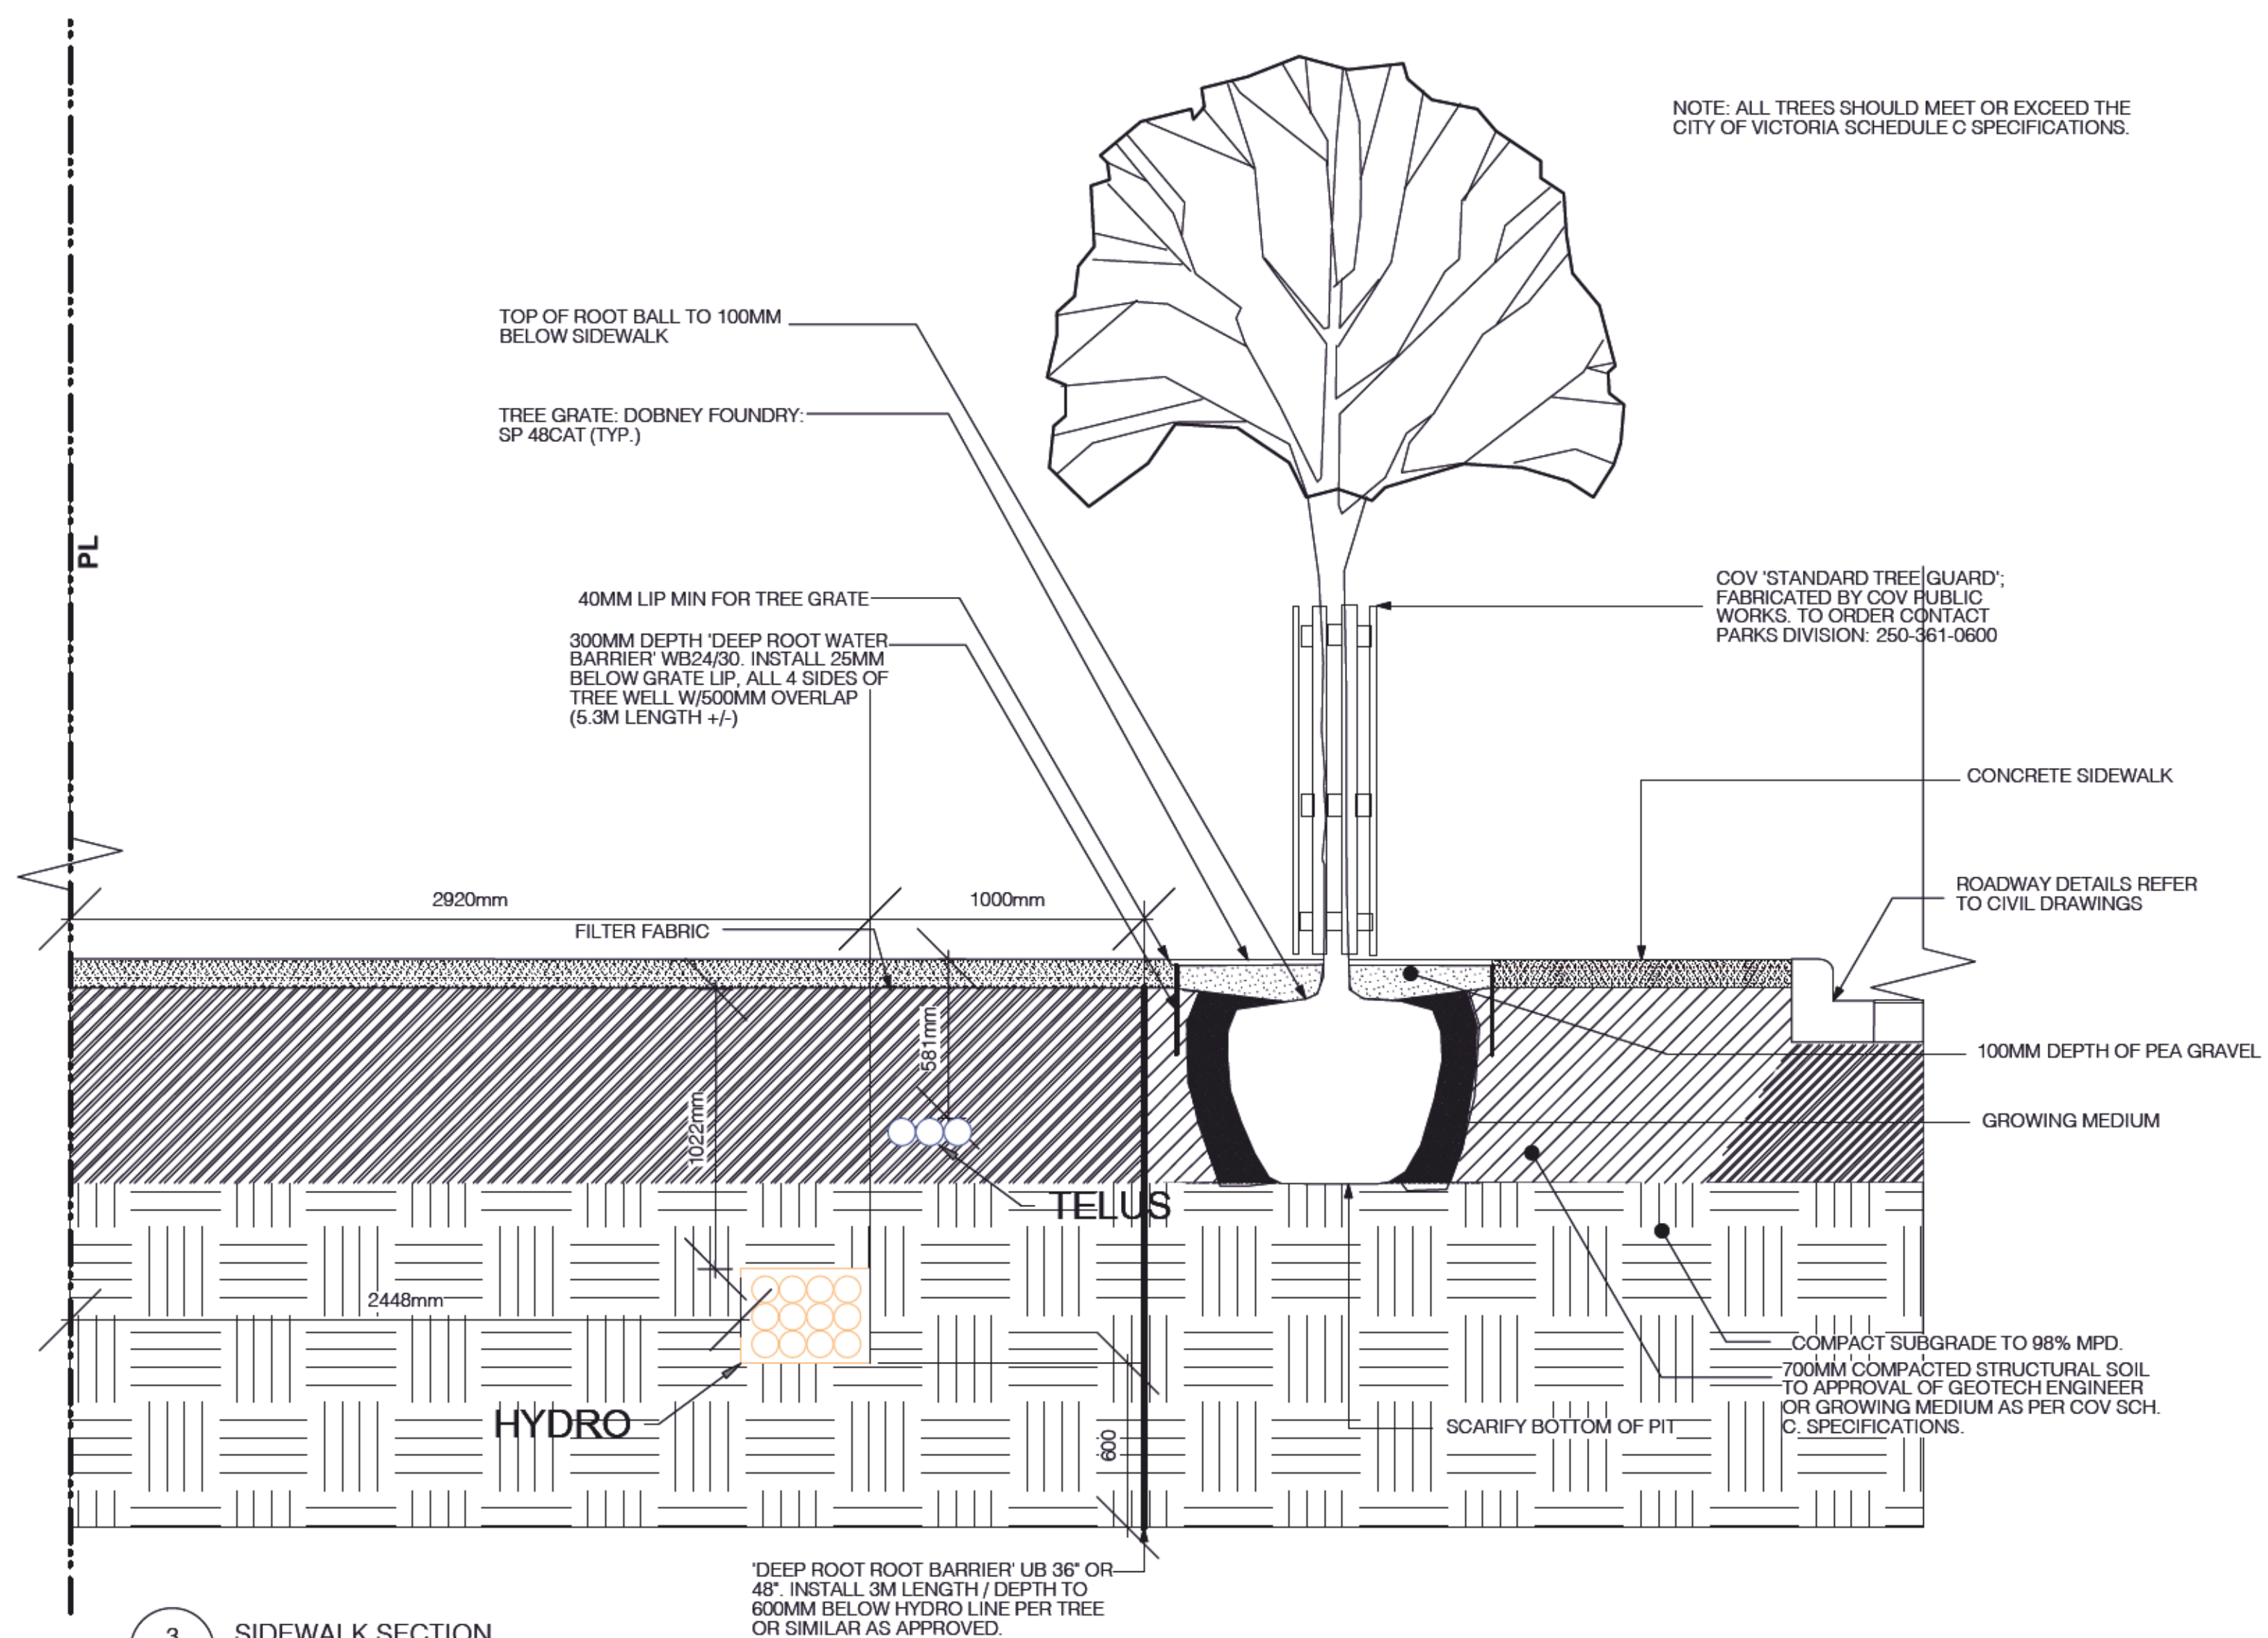 NOTE: ALL TREES SHOULD MEET OR EXCEED THE
CITY OF VICTORIA SCHEDULE C SPECIFICATIONS.
TOP OF ROOT BALL TO 100MM
BELOW SIDEWALK
TREE GRATE: DOBNEY FOUNDRY:
SP 48CAT (TYP.)
PL
40MM LIP MIN FOR TREE GRATE
300MM DEPTH 'DEEP ROOT WATER
BARRIER' WB24/30. INSTALL 25MM
BELOW GRATE LIP, ALL 4 SIDES OF
TREE WELL W/500MM OVERLAP
(5.3M LENGTH +/-)
COV 'STANDARD TREE GUARD';
FABRICATED BY COV PUBLIC
WORKS. TO ORDER CONTACT
PARKS DIVISION: 250-361-0600
CONCRETE SIDEWALK
ROADWAY DETAILS REFER
TO CIVIL DRAWINGS
2920mm
1000mm
FILTER FABRIC
581mm
1022mm
100MM DEPTH OF PEA GRAVEL
GROWING MEDIUM
TELUS
2448mm
HYDRO
600
COMPACT SUBGRADE TO 98% MPD.
700MM COMPACTED STRUCTURAL SOIL
TO APPROVAL OF GEOTECH ENGINEER
OR GROWING MEDIUM AS PER COV SCH.
C. SPECIFICATIONS.
SCARIFY BOTTOM OF PIT
'DEEP ROOT ROOT BARRIER' UB 36" OR
48". INSTALL 3M LENGTH / DEPTH TO
600MM BELOW HYDRO LINE PER TREE
OR SIMILAR AS APPROVED.
3
SIDEWALK SECTION